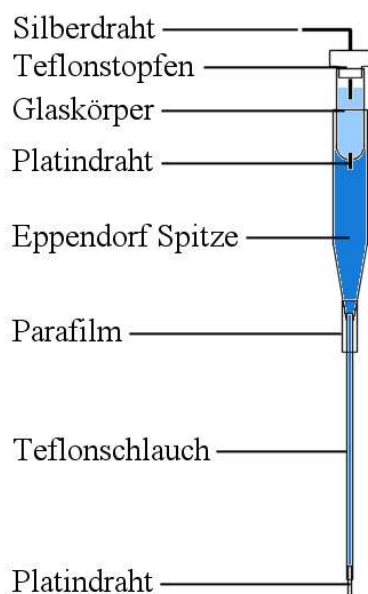 Silberdraht
Teflonstopfen
Glaskörper
Platindraht
Eppendorf Spitze
Parafilm
Teflonschlauch
Platindraht